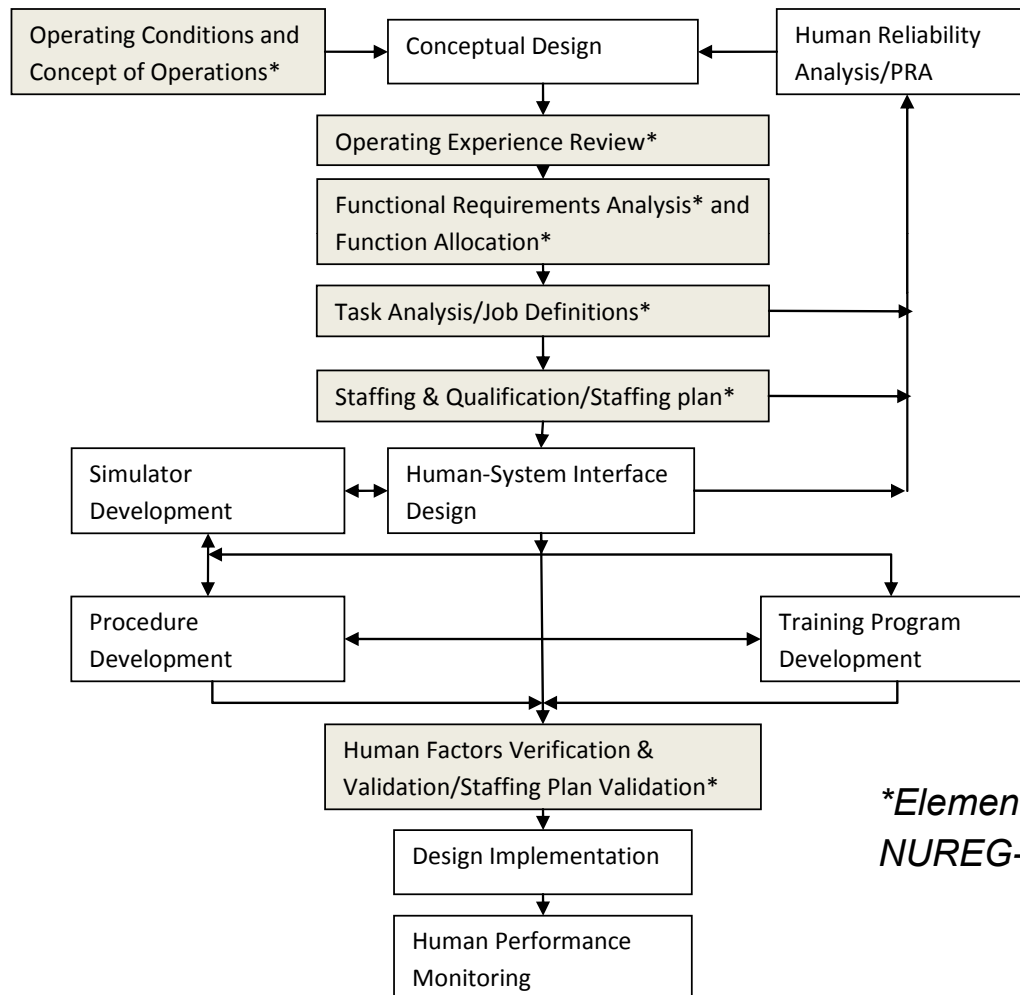 Operating Conditions and
Concept of Operations*
Conceptual Design
Human Reliability
Analysis/PRA
Operating Experience Review*
Functional Requirements Analysis* and
Function Allocation*
Task Analysis/Job Definitions*
Staffing & Qualification/Staffing plan*
Simulator
Development
Human-System Interface
Design
Procedure
Development
Training Program
Development
Human Factors Verification &
Validation/Staffing Plan Validation*
*Elemen
NUREG-
Design Implementation
Human Performance
Monitoring